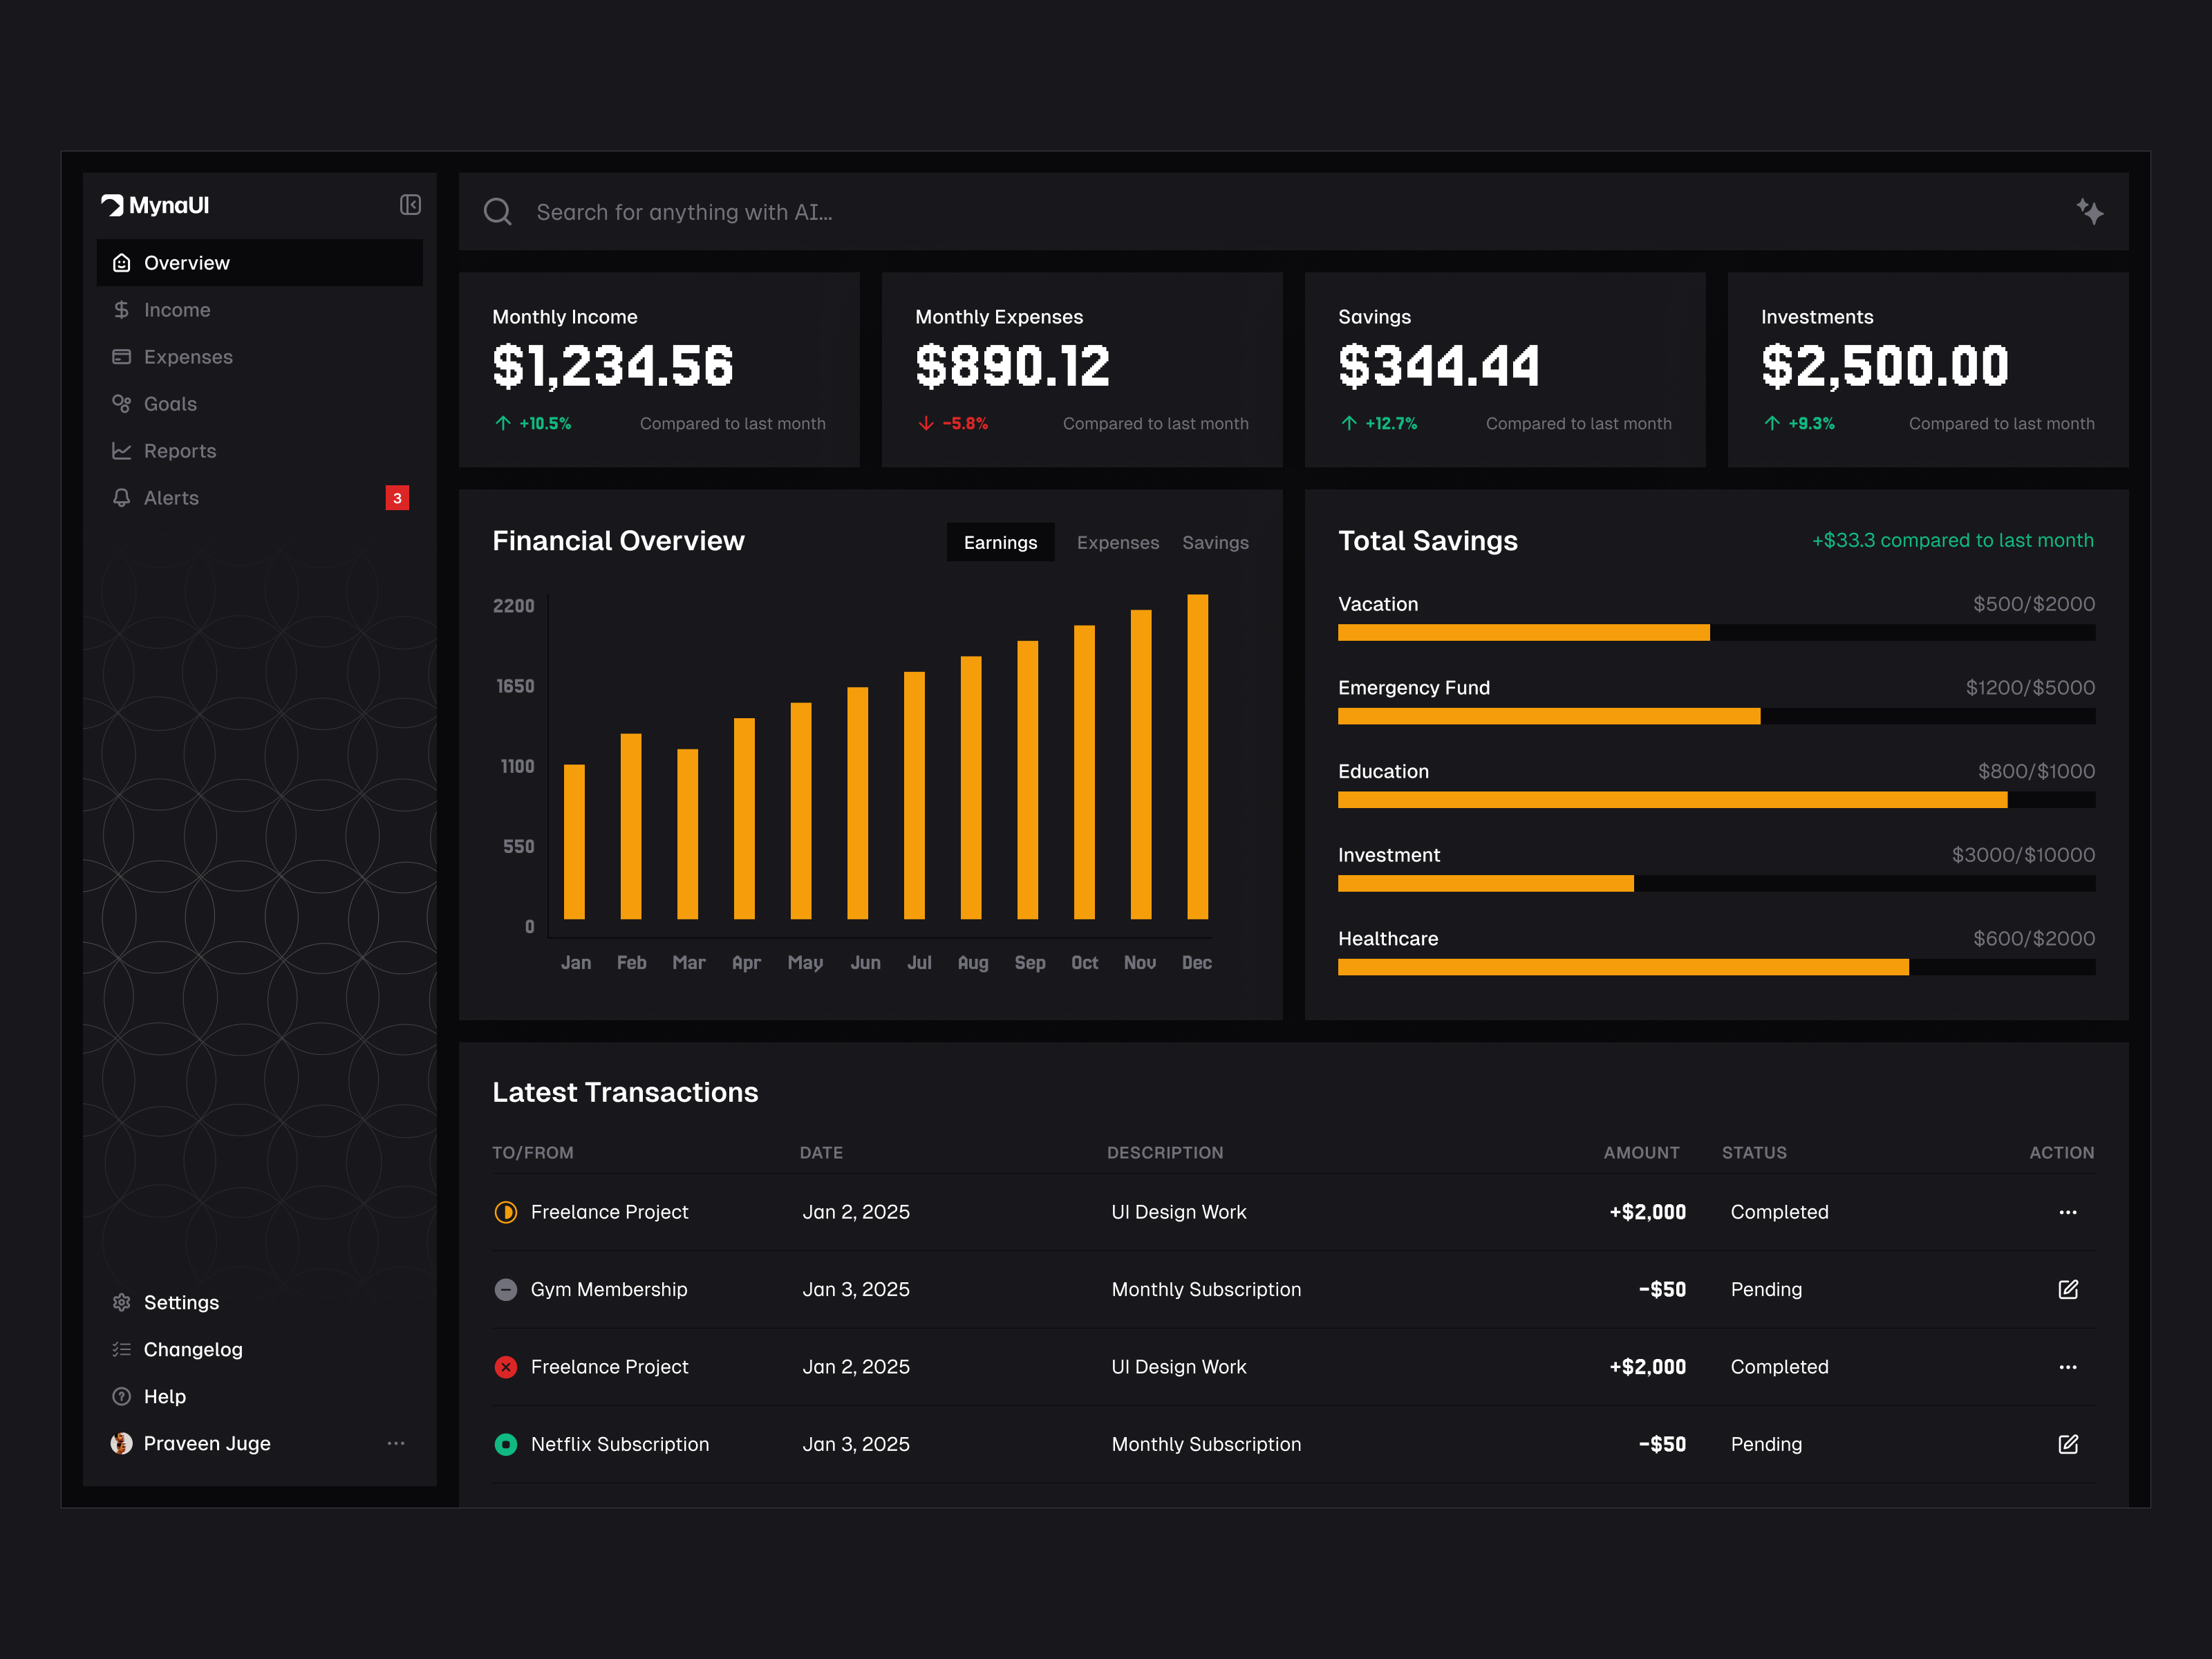 MynaUI
Overview
Income
Expenses
Goals
Reports
Alerts 3
Settings
Changelog
Help
Praveen Juge
Search for anything with AI...
Monthly Income
$1,234.56
+10.5% Compared to last month
Monthly Expenses
$890.12
-5.8% Compared to last month
Savings
$344.44
+12.7% Compared to last month
Investments
$2,500.00
+9.3% Compared to last month
Financial Overview Earnings Expenses Savings
2200
1650
1100
550
0
Jan Feb Mar Apr May Jun Jul Aug Sep Oct Nov Dec
Total Savings +$33.3 compared to last month
Vacation $500/$2000
Emergency Fund $1200/$5000
Education $800/$1000
Investment $3000/$10000
Healthcare $600/$2000
Latest Transactions
TO/FROM DATE DESCRIPTION AMOUNT STATUS ACTION
Freelance Project Jan 2, 2025 UI Design Work +$2,000 Completed
Gym Membership Jan 3, 2025 Monthly Subscription -$50 Pending
Freelance Project Jan 2, 2025 UI Design Work +$2,000 Completed
Netflix Subscription Jan 3, 2025 Monthly Subscription -$50 Pending